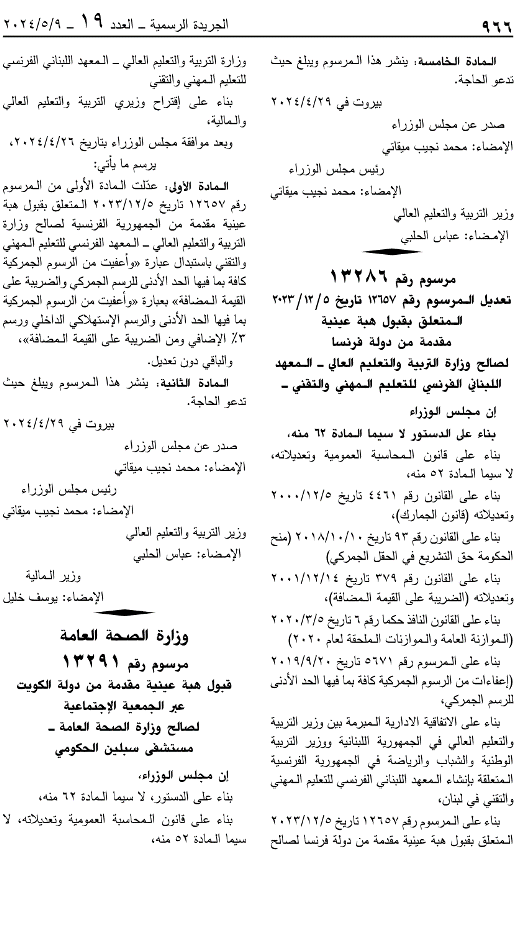 ٩٦٦
الجريدة الرسمية ــ العدد ١٩ ــ ٢٠٢٤/٥/٩
المادة الخامسة: ينشر هذا المرسوم ويبلغ حيث
تدعو الحاجة.
بيروت في ٢٠٢٤/٤/٢٩
صدر عن مجلس الوزراء
الإمضاء: محمد نجيب ميقاتي
رئيس مجلس الوزراء
الإمضاء: محمد نجيب ميقاتي
وزير التربية والتعليم العالي
الإمضاء: عباس الحلبي
مرسوم رقم ١٣٢٨٦
تعديل المرسوم رقم ١٢٦٥٧ تاريخ ٢٠٢٣/١٢/٥
المتعلق بقبول هبة عينية
مقدمة من دولة فرنسا
لصالح وزارة التربية والتعليم العالي ــ المعهد
اللبناني الفرنسي للتعليم المهني والتقني ــ
إن مجلس الوزراء
بناء على الدستور لا سيما المادة ٦٢ منه،
بناء على قانون المحاسبة العمومية وتعديلاته،
لا سيما المادة ٥٢ منه،
بناء على القانون رقم ٤٤٦١ تاريخ ٢٠٠٠/١٢/٥
وتعديلاته (قانون الجمارك)،
بناء على القانون رقم ٩٣ تاريخ ٢٠١٨/١٠/١٠ (منح
الحكومة حق التشريع في الحقل الجمركي)
بناء على القانون رقم ٣٧٩ تاريخ ٢٠٠١/١٢/١٤
وتعديلاته (الضريبة على القيمة المضافة)،
بناء على القانون النافذ حكما رقم ٦ تاريخ ٢٠٢٠/٣/٥
(الموازنة العامة والموازنات الملحقة لعام ٢٠٢٠)
بناء على المرسوم رقم ٥٦٧١ تاريخ ٢٠١٩/٩/٢٠
(إعفاءات من الرسوم الجمركية كافة بما فيها الحد الأدنى
للرسم الجمركي،
بناء على الاتفاقية الادارية المبرمة بين وزير التربية
والتعليم العالي في الجمهورية اللبنانية ووزير التربية
الوطنية والشباب والرياضة في الجمهورية الفرنسية
المتعلقة بإنشاء المعهد اللبناني الفرنسي للتعليم المهني
والتقني في لبنان،
بناء على المرسوم رقم ١٢٦٥٧ تاريخ ٢٠٢٣/١٢/٥
المتعلق بقبول هبة عينية مقدمة من دولة فرنسا لصالح
وزارة التربية والتعليم العالي ــ المعهد اللبناني الفرنسي
للتعليم المهني والتقني
بناء على إقتراح وزيري التربية والتعليم العالي
والمالية،
وبعد موافقة مجلس الوزراء بتاريخ ٢٠٢٤/٤/٢٦،
يرسم ما يأتي:
المادة الأولى: عدّلت المادة الأولى من المرسوم
رقم ١٢٦٥٧ تاريخ ٢٠٢٣/١٢/٥ المتعلق بقبول هبة
عينية مقدمة من الجمهورية الفرنسية لصالح وزارة
التربية والتعليم العالي ــ المعهد الفرنسي للتعليم المهني
والتقني باستبدال عبارة «وأعفيت من الرسوم الجمركية
كافة بما فيها الحد الأدنى للرسم الجمركي والضريبة على
القيمة المضافة» بعبارة «وأعفيت من الرسوم الجمركية
بما فيها الحد الأدنى والرسم الإستهلاكي الداخلي ورسم
٣٪ الإضافي ومن الضريبة على القيمة المضافة»،
والباقي دون تعديل.
المادة الثانية: ينشر هذا المرسوم ويبلغ حيث
تدعو الحاجة.
بيروت في ٢٠٢٤/٤/٢٩
صدر عن مجلس الوزراء
الإمضاء: محمد نجيب ميقاتي
رئيس مجلس الوزراء
الإمضاء: محمد نجيب ميقاتي
وزير التربية والتعليم العالي
الإمضاء: عباس الحلبي
وزير المالية
الإمضاء: يوسف خليل
وزارة الصحة العامة
مرسوم رقم ١٣٢٩١
قبول هبة عينية مقدمة من دولة الكويت
عبر الجمعية الإجتماعية
لصالح وزارة الصحة العامة ــ
مستشفى سبلين الحكومي
إن مجلس الوزراء،
بناء على الدستور، لا سيما المادة ٦٢ منه،
بناء على قانون المحاسبة العمومية وتعديلاته، لا
سيما المادة ٥٢ منه،